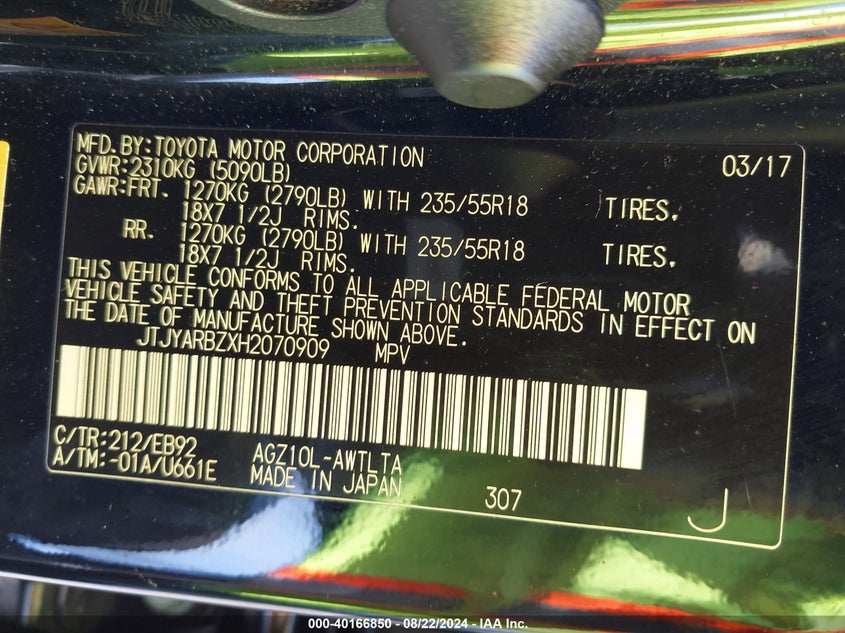 MFD. BY: TOYOTA MOTOR CORPORATION 03/17
GVWR: 2310KG (5090LB)
GAWR: FRT. 1270KG (2790LB) WITH 235/55R18 TIRES.
18X7 1/2J RIMS.
RR. 1270KG (2790LB) WITH 235/55R18 TIRES.
18X7 1/2J RIMS.
THIS VEHICLE CONFORMS TO ALL APPLICABLE FEDERAL MOTOR
VEHICLE SAFETY AND THEFT PREVENTION STANDARDS IN EFFECT ON
THE DATE OF MANUFACTURE SHOWN ABOVE.
JTJYARBZXH2070909 MPV
C/TR: 212/EB92 AGZ10L-AWTLTA
A/TM: -01A/U661E MADE IN JAPAN
307 J
000-40166850 - 08/22/2024 - IAA Inc.